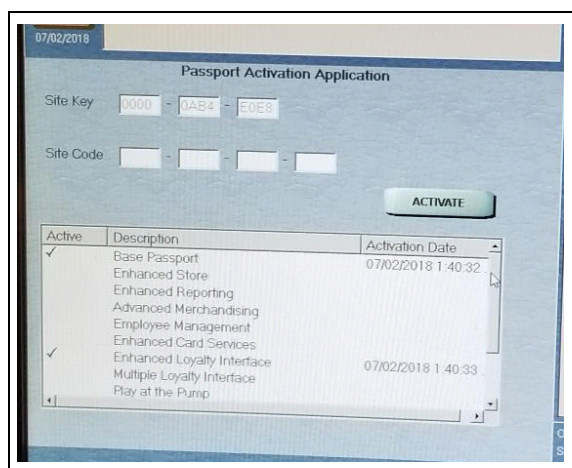 07/02/2018
Passport Activation Application
Site Key 0000 - 0AB4 - E0E8
Site Code - - -
ACTIVATE
Active Description Activation Date
✓ Base Passport 07/02/2018 1:40:32
Enhanced Store
Enhanced Reporting
Advanced Merchandising
Employee Management
Enhanced Card Services
✓ Enhanced Loyalty Interface 07/02/2018 1:40:33
Multiple Loyalty Interface
Play at the Pump